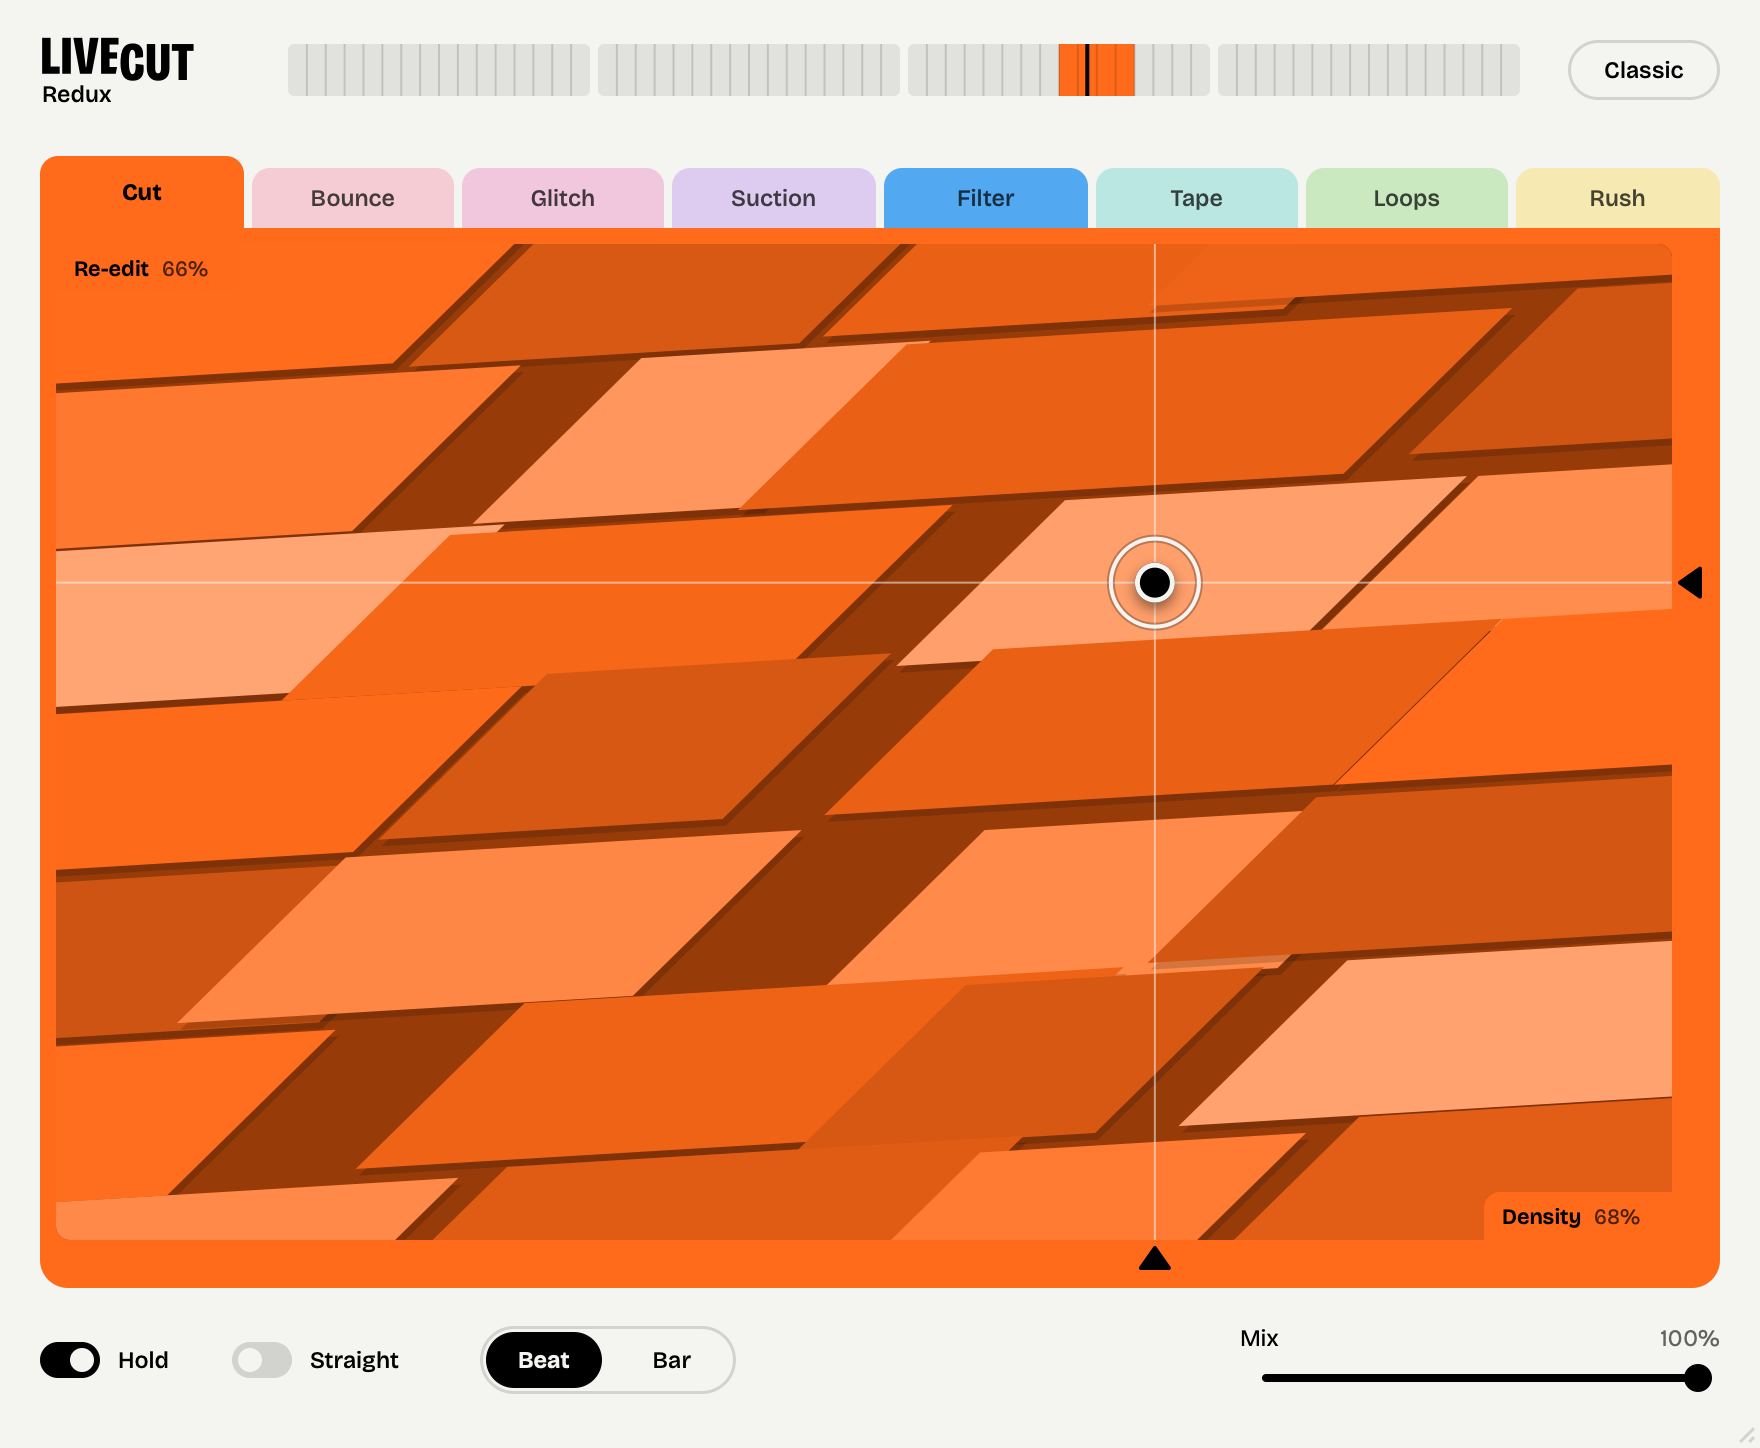 LIVECUT
Redux
Classic
Cut
Bounce
Glitch
Suction
Filter
Tape
Loops
Rush
Re-edit 66%
Density 68%
Hold
Straight
Beat
Bar
Mix
100%